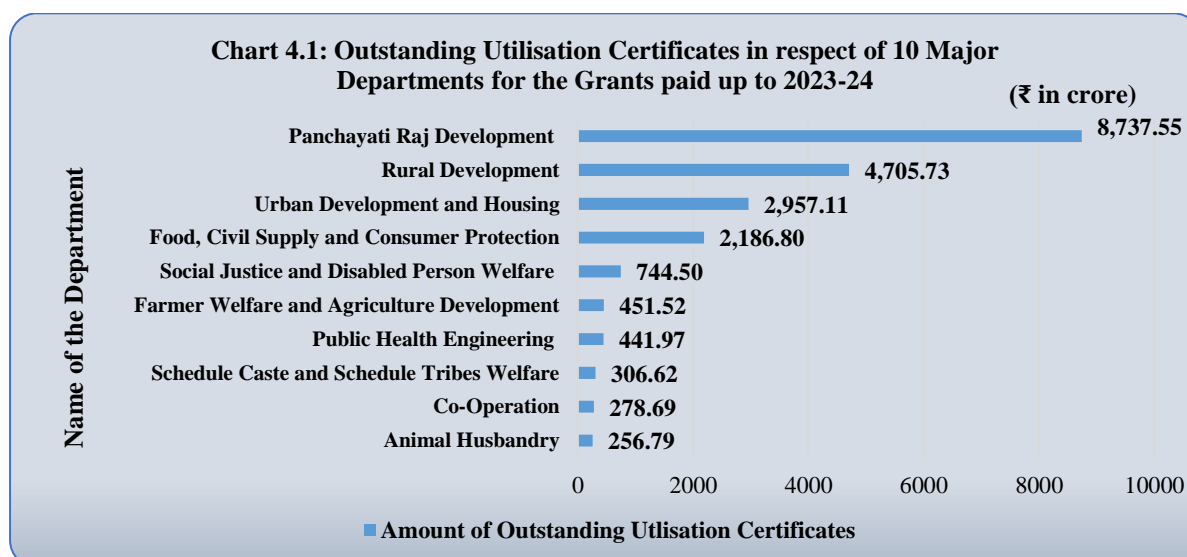 Chart 4.1: Outstanding Utilisation Certificates in respect of 10 Major
Departments for the Grants paid up to 2023-24
(₹ in crore)
Name of the Department
Panchayati Raj Development 8,737.55
Rural Development 4,705.73
Urban Development and Housing 2,957.11
Food, Civil Supply and Consumer Protection 2,186.80
Social Justice and Disabled Person Welfare 744.50
Farmer Welfare and Agriculture Development 451.52
Public Health Engineering 441.97
Schedule Caste and Schedule Tribes Welfare 306.62
Co-Operation 278.69
Animal Husbandry 256.79
0 2000 4000 6000 8000 10000
Amount of Outstanding Utlisation Certificates